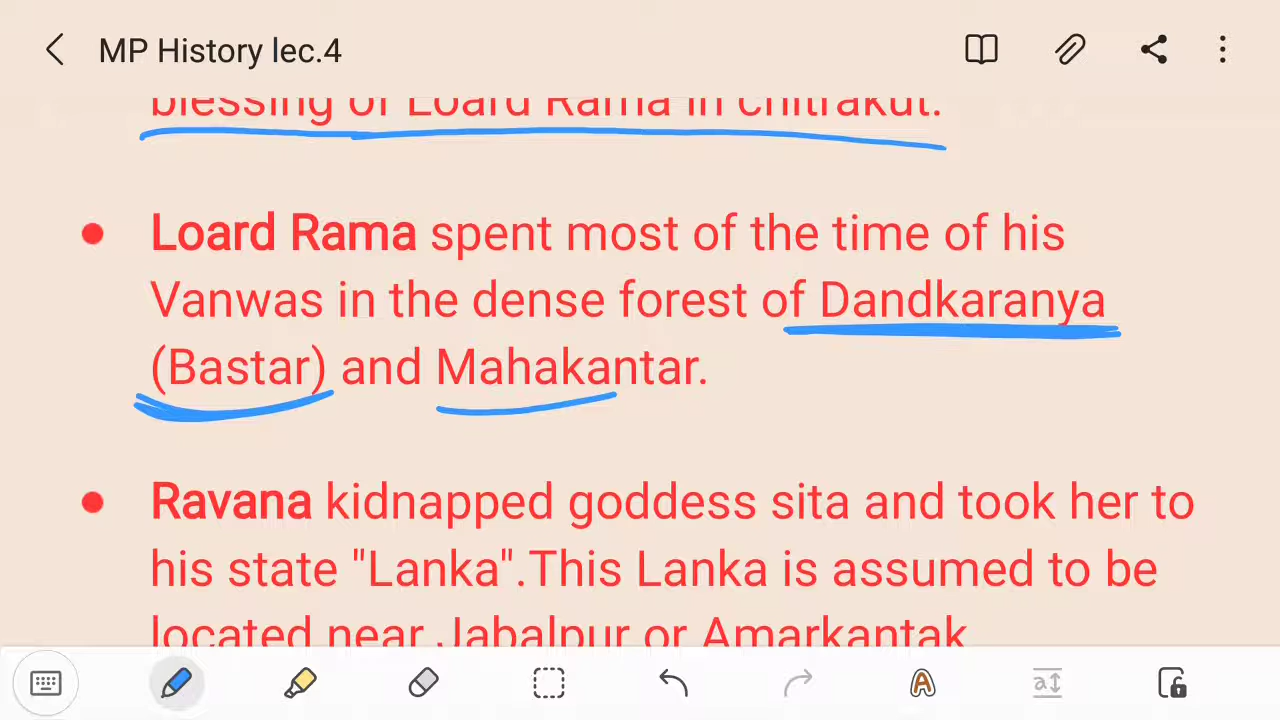 MP History lec.4
blessing of Loard Rama in chitrakut.
Loard Rama spent most of the time of his
Vanwas in the dense forest of Dandkaranya
(Bastar) and Mahakantar.
Ravana kidnapped goddess sita and took her to
his state "Lanka".This Lanka is assumed to be
located near Jabalpur or Amarkantak